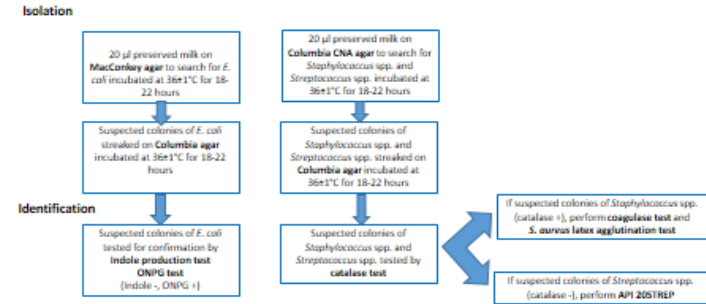 Isolation
20 µl preserved milk on
MacConkey agar to search for E.
coli incubated at 36±1°C for 18-
22 hours
20 µl preserved milk on
Columbia CNA agar to search for
Staphylococcus spp. and
Streptococcus spp. incubated at
36±1°C for 18-22 hours
Suspected colonies of E. coli
streaked on Columbia agar
incubated at 36±1°C for 18-22
hours
Suspected colonies of
Staphylococcus spp. and
Streptococcus spp. streaked on
Columbia agar incubated at
36±1°C for 18-22 hours
Identification
Suspected colonies of E. coli
tested for confirmation by
Indole production test
ONPG test
(Indole -, ONPG +)
Suspected colonies of
Staphylococcus spp. and
Streptococcus spp. tested by
catalase test
If suspected colonies of Staphylococcus spp.
(catalase +), perform coagulase test and
S. aureus latex agglutination test
If suspected colonies of Streptococcus spp.
(catalase -), perform API 20STREP